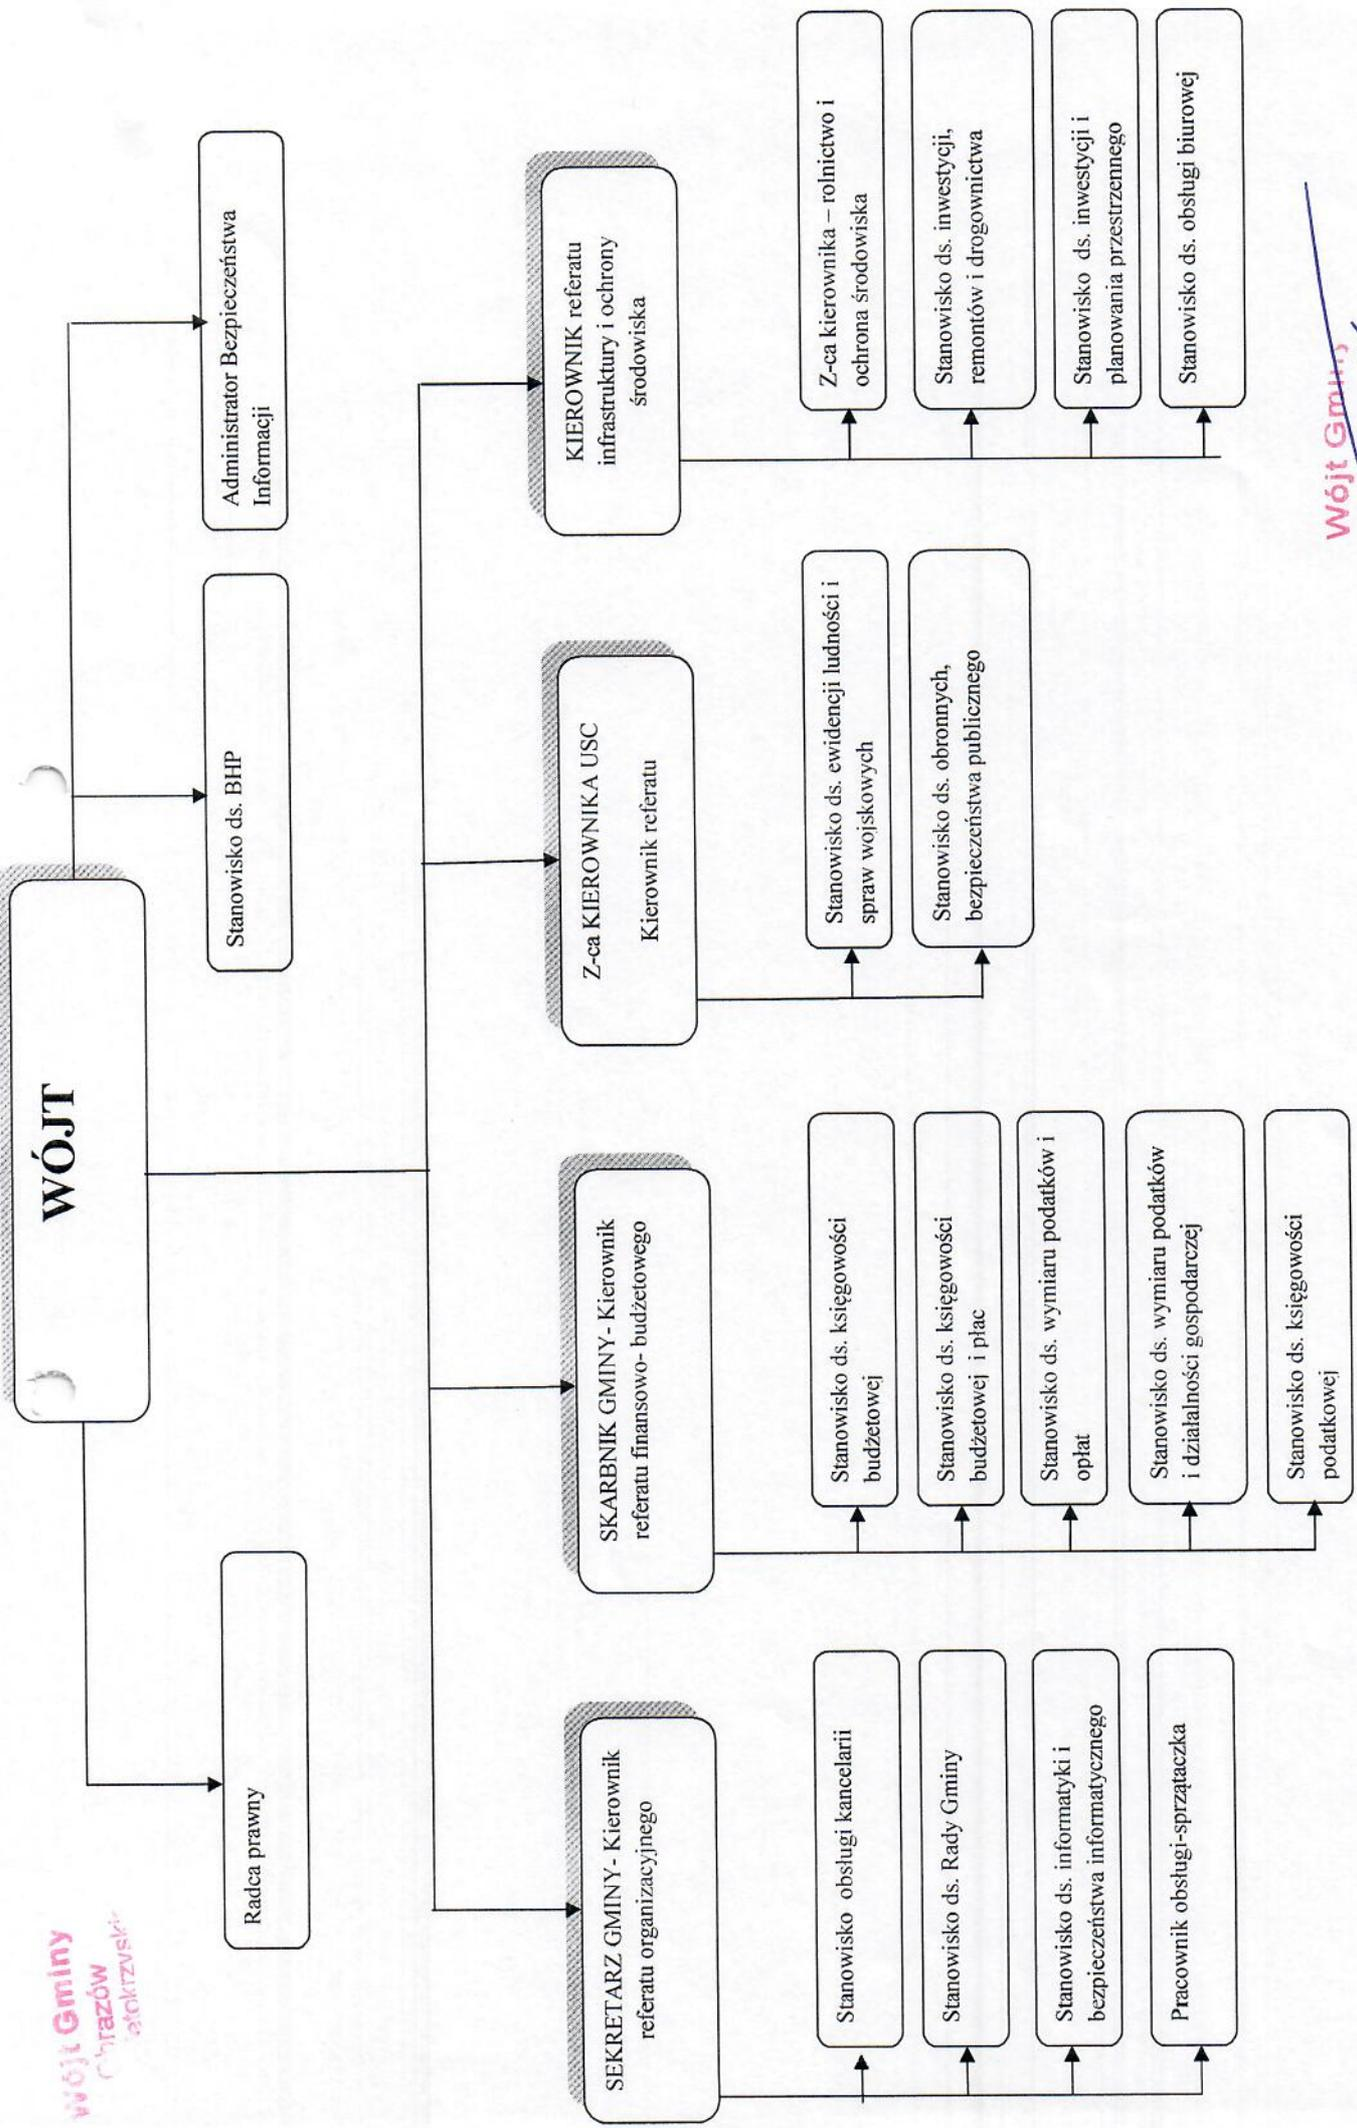 Wójt Gminy
WÓJT
Radca prawny
Stanowisko ds. BHP
Administrator Bezpieczeństwa
Informacji
SEKRETARZ GMINY- Kierownik
referatu organizacyjnego
Stanowisko obsługi kancelarii
Stanowisko ds. Rady Gminy
Stanowisko ds. informatyki i
bezpieczeństwa informatycznego
Pracownik obsługi-sprzątaczka
SKARBNIK GMINY- Kierownik
referatu finansowo- budżetowego
Stanowisko ds. księgowości
budżetowej
Stanowisko ds. księgowości
budżetowej i płac
Stanowisko ds. wymiaru podatków i
opłat
Stanowisko ds. wymiaru podatków
i działalności gospodarczej
Stanowisko ds. księgowości
podatkowej
Z-ca KIEROWNIKA USC
Kierownik referatu
Stanowisko ds. ewidencji ludności i
spraw wojskowych
Stanowisko ds. obronnych,
bezpieczeństwa publicznego
KIEROWNIK referatu
infrastruktury i ochrony
środowiska
Z-ca kierownika – rolnictwo i
ochrona środowiska
Stanowisko ds. inwestycji,
remontów i drogownictwa
Stanowisko ds. inwestycji i
planowania przestrzennego
Stanowisko ds. obsługi biurowej
Wójt Gminy